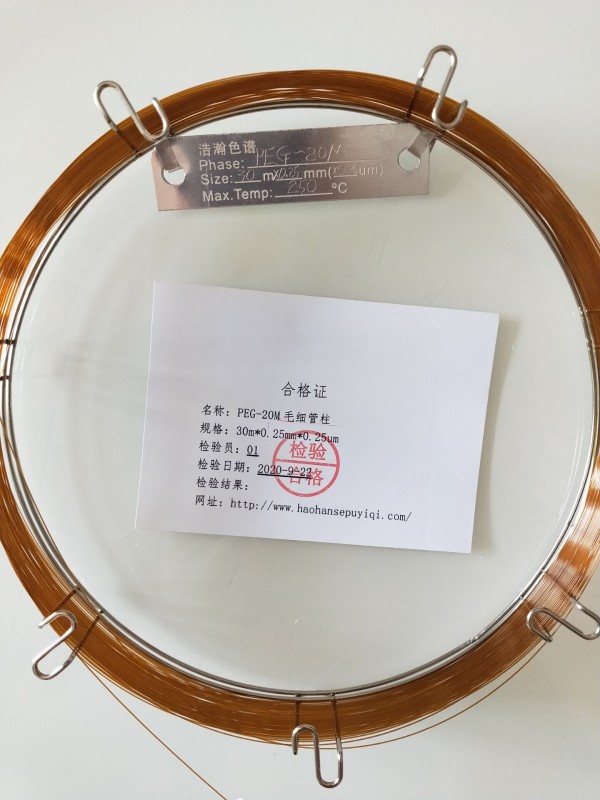 浩瀚色谱
Phase: PEG-20M
Size: 30 m×0.25 mm( um)
Max.Temp: 250 ℃
合格证
名称：PEG-20M毛细管柱
规格：30m*0.25mm*0.25um
检验员：01
检验日期：2020-9-22
检验结果：
网址：http://www.haohansepuyiqi.com/
检验
合格